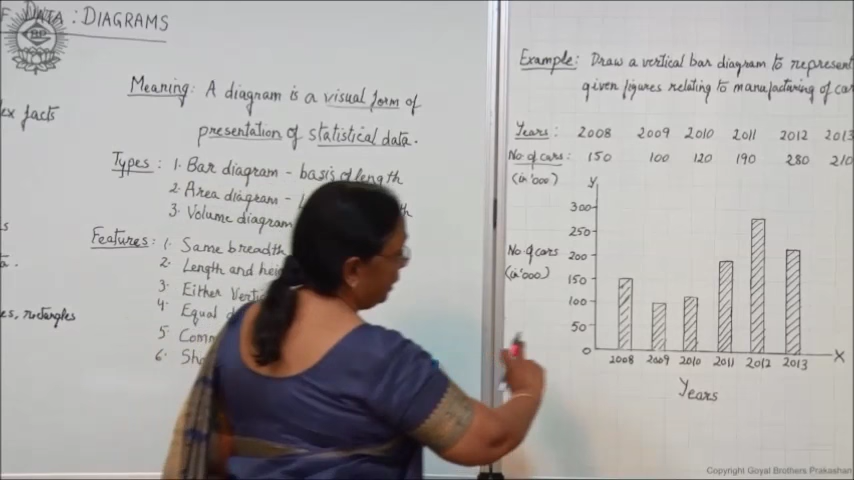 DATA: DIAGRAMS
BP
facts
rectangles
Meaning: A diagram is a visual form of
presentation of statistical data.
Types: 1. Bar diagram - basis of length
2. Area diagram -
3. Volume diagram
Features: 1. Same breadth
2. Length and
3. Either
4. Equal
5.
6.
Example: Draw a vertical bar diagram to represent
given figures relating to manufacturing of
Years: 2008 2009 2010 2011 2012 2013
No. of cars: 150 100 120 190 280 210
(in '000)
Y
300
250
No. of cars 200
(in '000) 150
100
50
0
2008 2009 2010 2011 2012 2013 X
Years
Copyright Goyal Brothers Prakashan